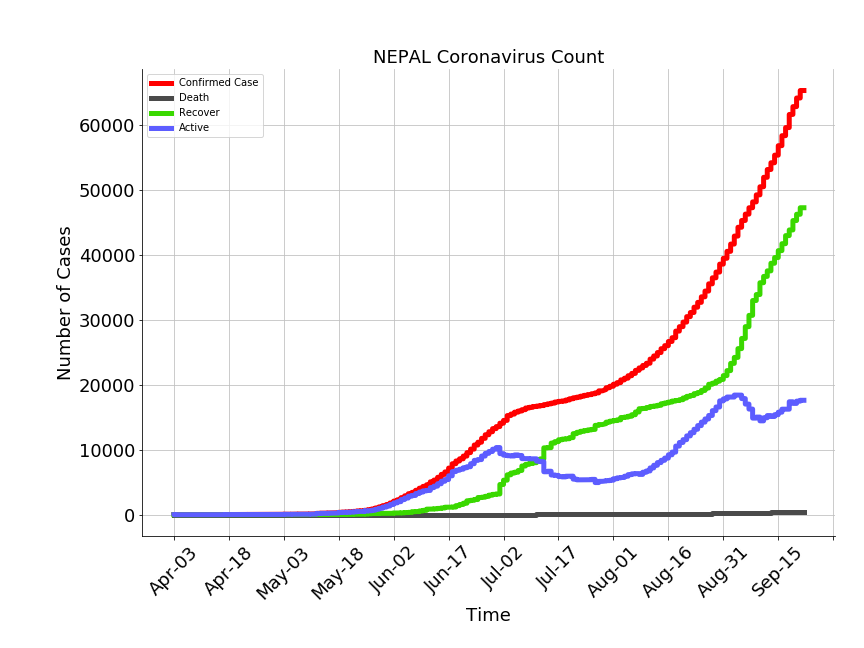 NEPAL Coronavirus Count
Confirmed Case
Death
Recover
Active
Number of Cases
60000
50000
40000
30000
20000
10000
0
Apr-03
Apr-18
May-03
May-18
Jun-02
Jun-17
Jul-02
Jul-17
Aug-01
Aug-16
Aug-31
Sep-15
Time